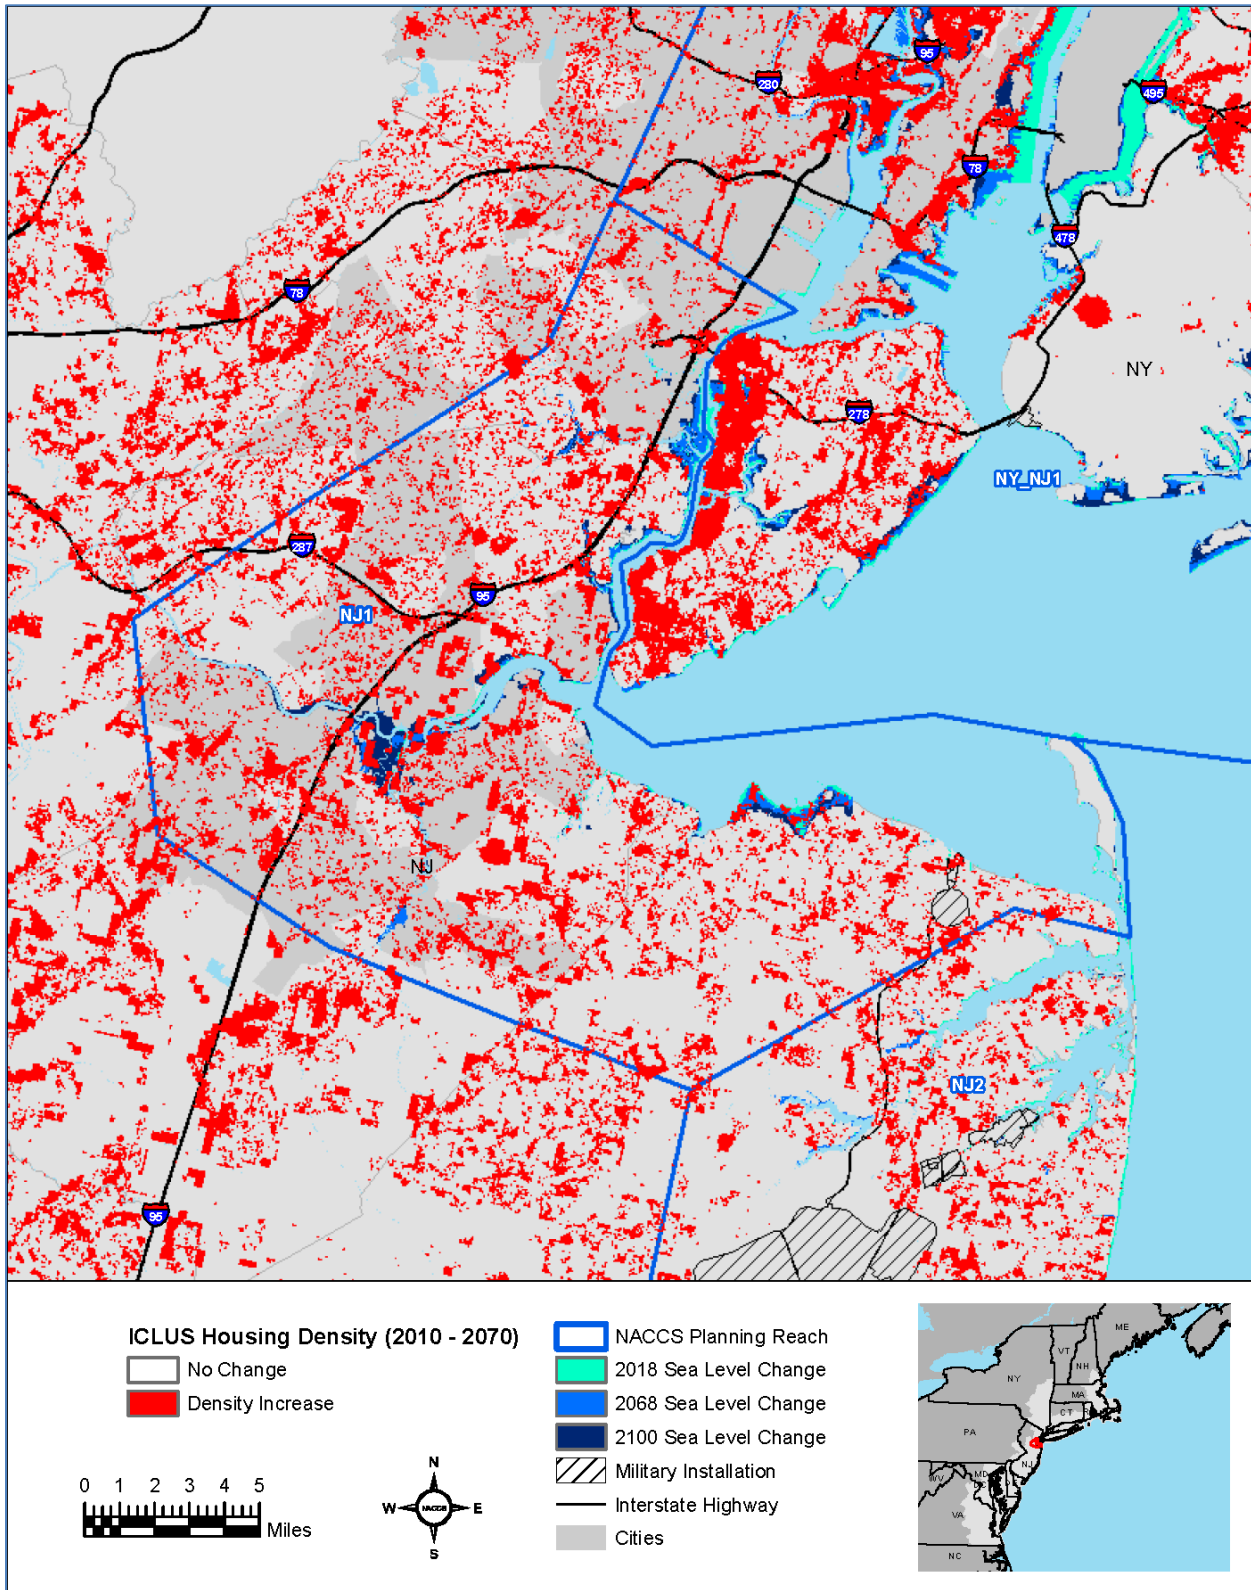 95
280
495
78
478
78
NY
278
NY_NJ1
287
95
NJ1
NJ
NJ2
95
ICLUS Housing Density (2010 - 2070)
No Change
Density Increase
NACCS Planning Reach
2018 Sea Level Change
2068 Sea Level Change
2100 Sea Level Change
Military Installation
Interstate Highway
Cities
0 1 2 3 4 5
Miles
N
W NACCS E
S
ME
VT
NH
NY
MA
CT
PA
NJ
MD
WV
VA
NC